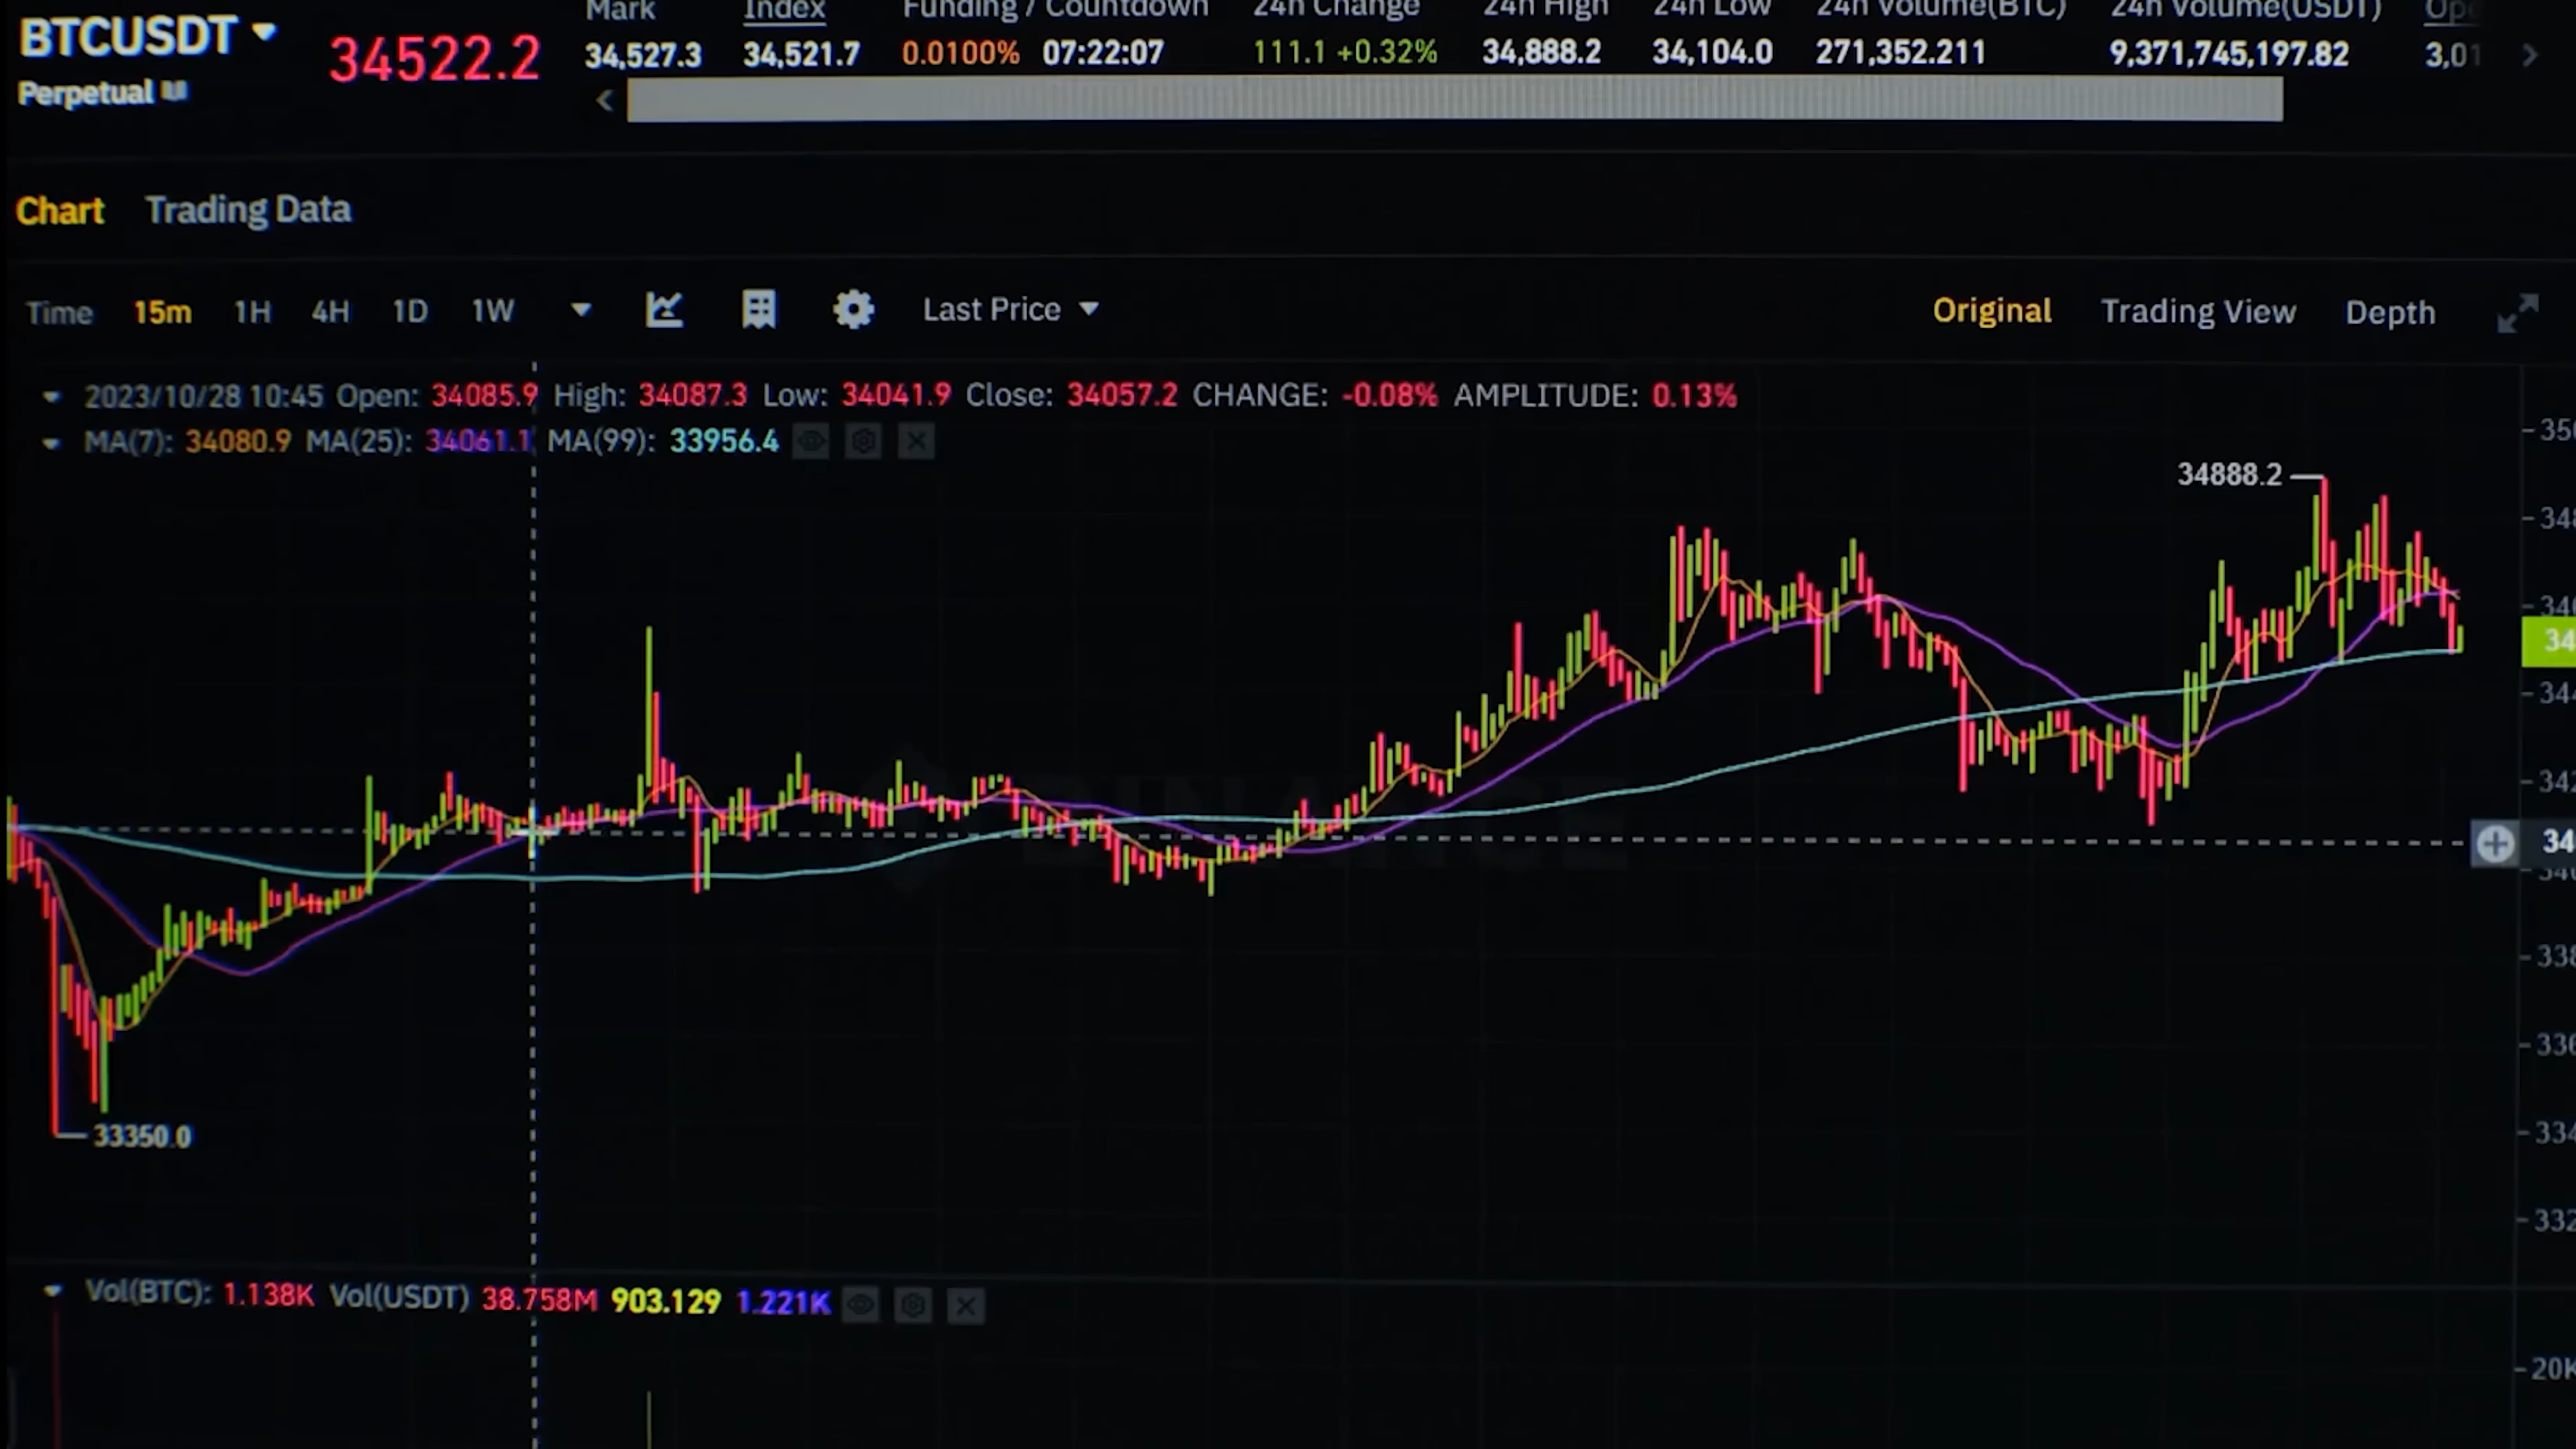 BTCUSDT
Perpetual
34522.2
Mark Index Funding / Countdown 24h Change 24h High 24h Low 24h Volume(BTC) 24h Volume(USDT)
34,527.3 34,521.7 0.0100% 07:22:07 111.1 +0.32% 34,888.2 34,104.0 271,352.211 9,371,745,197.82
Chart Trading Data
Time 15m 1H 4H 1D 1W Last Price Original Trading View Depth
2023/10/28 10:45 Open: 34085.9 High: 34087.3 Low: 34041.9 Close: 34057.2 CHANGE: -0.08% AMPLITUDE: 0.13%
MA(7): 34080.9 MA(25): 34061.1 MA(99): 33956.4
34888.2
BINANCE
33350.0
Vol(BTC): 1.138K Vol(USDT) 38.758M 903.129 1.221K
20K